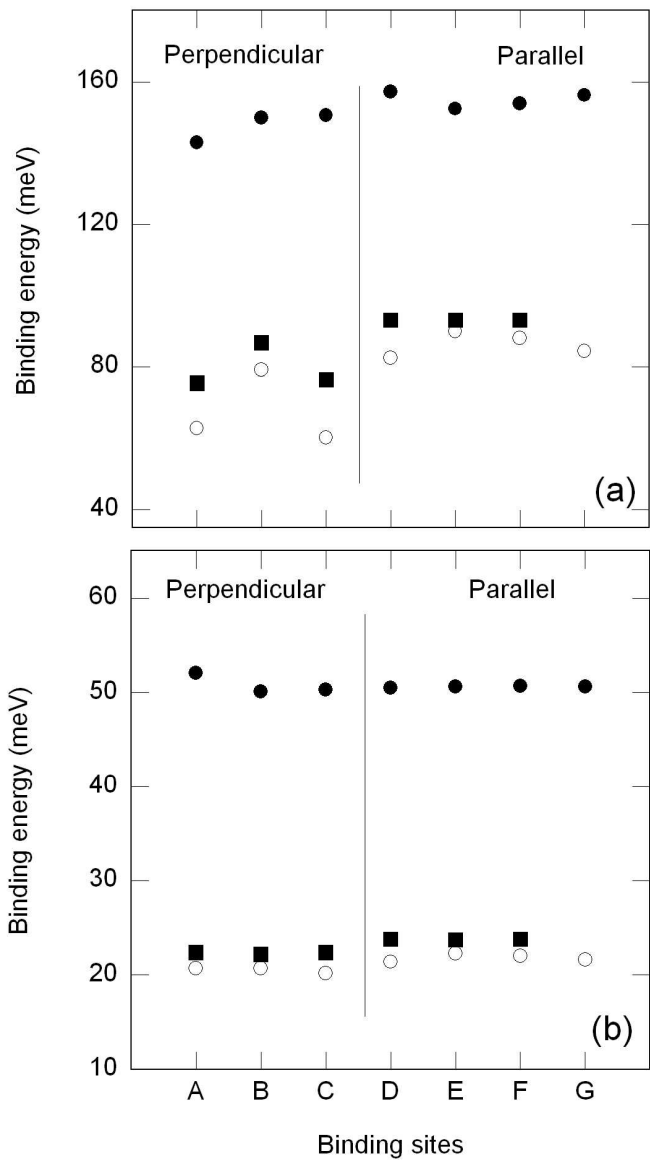 Perpendicular Parallel
160
120
80
40
Binding energy (meV)
(a)
Perpendicular Parallel
60
50
40
30
20
10
Binding energy (meV)
(b)
A B C D E F G
Binding sites